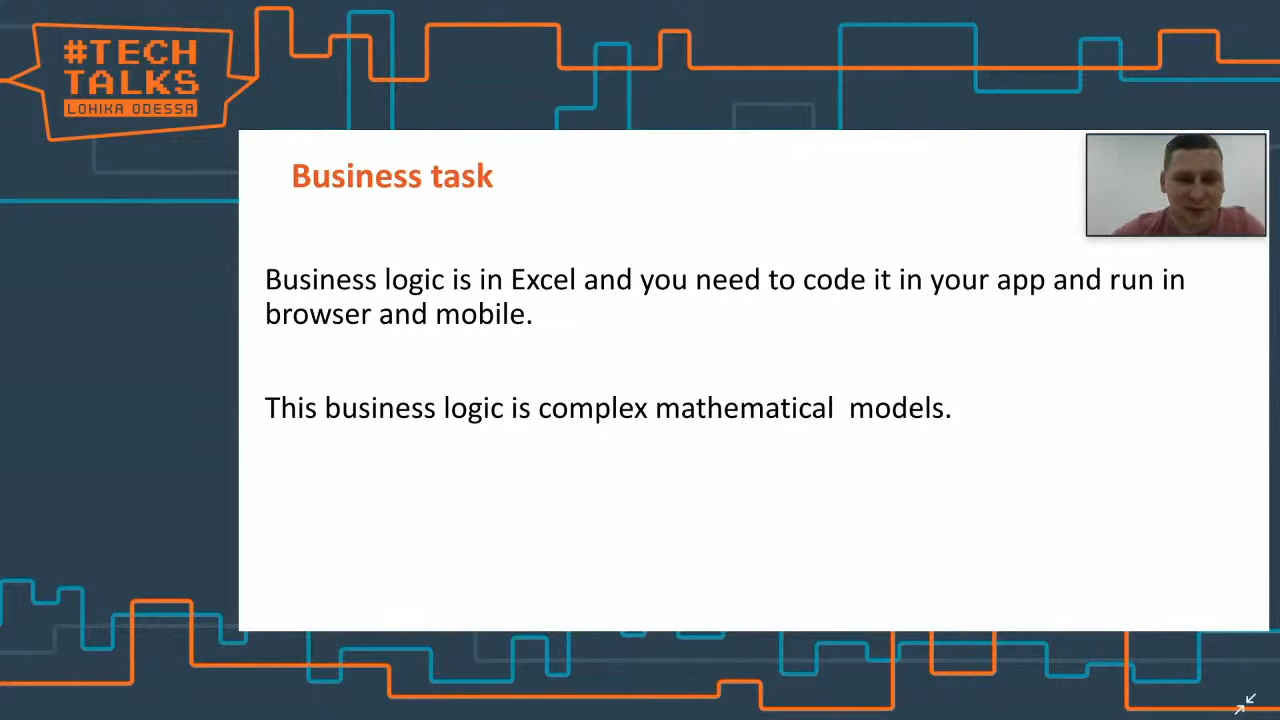 #TECH
TALKS
LOHIKA ODESSA
Business task
Business logic is in Excel and you need to code it in your app and run in
browser and mobile.
This business logic is complex mathematical  models.